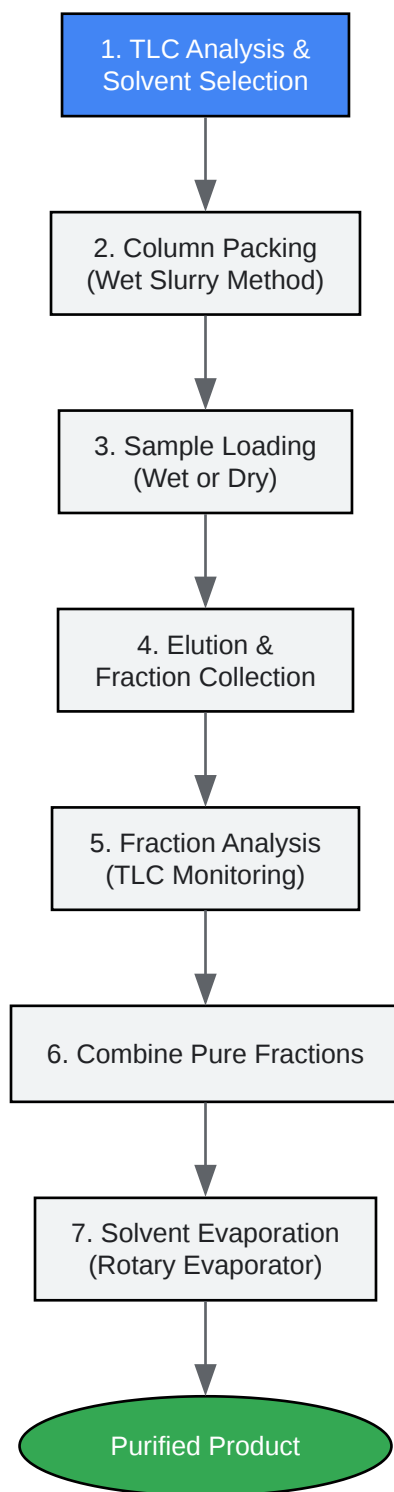 1. TLC Analysis &
Solvent Selection
2. Column Packing
(Wet Slurry Method)
3. Sample Loading
(Wet or Dry)
4. Elution &
Fraction Collection
5. Fraction Analysis
(TLC Monitoring)
6. Combine Pure Fractions
7. Solvent Evaporation
(Rotary Evaporator)
Purified Product